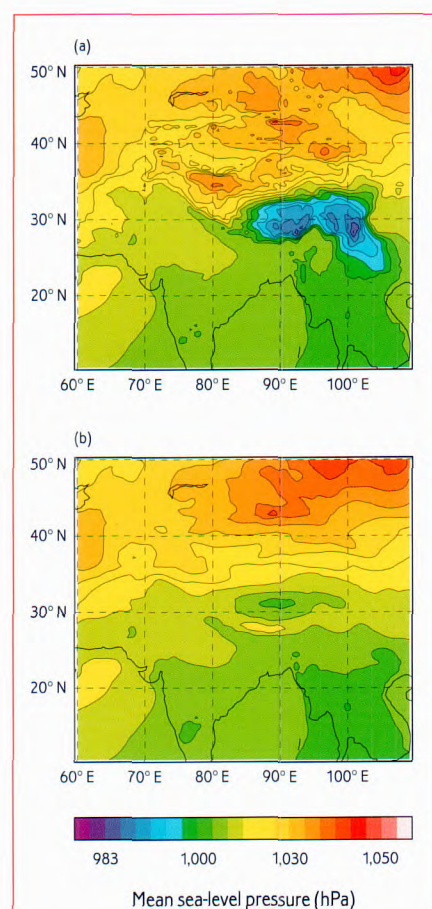 (a)
50° N
40° N
30° N
20° N
60° E 70° E 80° E 90° E 100° E
(b)
50° N
40° N
30° N
20° N
60° E 70° E 80° E 90° E 100° E
983 1,000 1,030 1,050
Mean sea-level pressure (hPa)